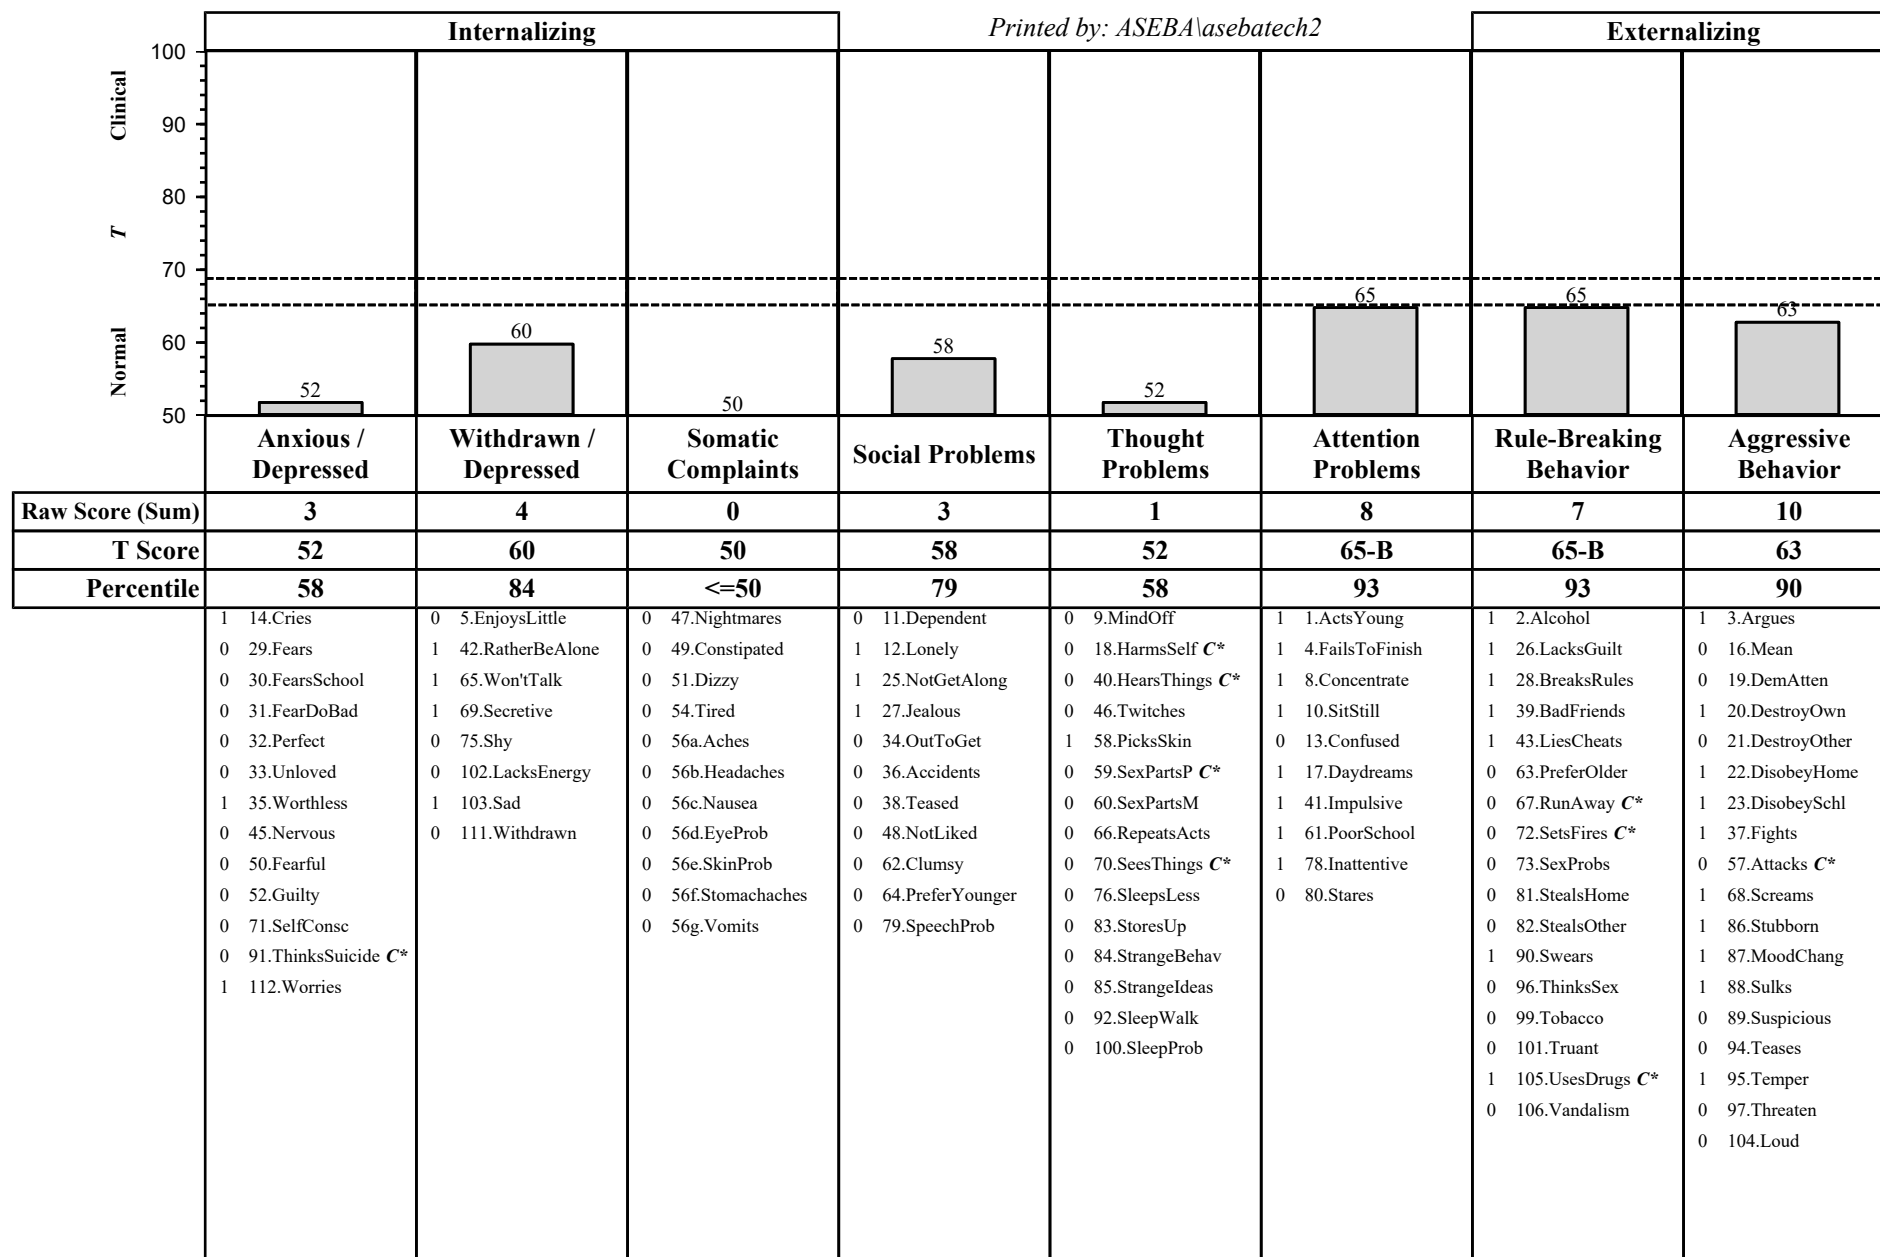 Internalizing
Printed by: ASEBA\asebatech2
Externalizing
100
90
80
70
60
50
Clinical
T
Normal
52
60
50
58
52
65
65
63
Anxious / Depressed
Withdrawn / Depressed
Somatic Complaints
Social Problems
Thought Problems
Attention Problems
Rule-Breaking Behavior
Aggressive Behavior
Raw Score (Sum) 3 4 0 3 1 8 7 10
T Score 52 60 50 58 52 65-B 65-B 63
Percentile 58 84 <=50 79 58 93 93 90
1 14.Cries
0 29.Fears
0 30.FearsSchool
0 31.FearDoBad
0 32.Perfect
0 33.Unloved
1 35.Worthless
0 45.Nervous
0 50.Fearful
0 52.Guilty
0 71.SelfConsc
0 91.ThinksSuicide C*
1 112.Worries
0 5.EnjoysLittle
1 42.RatherBeAlone
1 65.Won'tTalk
1 69.Secretive
0 75.Shy
0 102.LacksEnergy
1 103.Sad
0 111.Withdrawn
0 47.Nightmares
0 49.Constipated
0 51.Dizzy
0 54.Tired
0 56a.Aches
0 56b.Headaches
0 56c.Nausea
0 56d.EyeProb
0 56e.SkinProb
0 56f.Stomachaches
0 56g.Vomits
0 11.Dependent
1 12.Lonely
1 25.NotGetAlong
1 27.Jealous
0 34.OutToGet
0 36.Accidents
0 38.Teased
0 48.NotLiked
0 62.Clumsy
0 64.PreferYounger
0 79.SpeechProb
0 9.MindOff
0 18.HarmsSelf C*
0 40.HearsThings C*
0 46.Twitches
1 58.PicksSkin
0 59.SexPartsP C*
0 60.SexPartsM
0 66.RepeatsActs
0 70.SeesThings C*
0 76.SleepsLess
0 83.StoresUp
0 84.StrangeBehav
0 85.StrangeIdeas
0 92.SleepWalk
0 100.SleepProb
1 1.ActsYoung
1 4.FailsToFinish
1 8.Concentrate
1 10.SitStill
0 13.Confused
1 17.Daydreams
1 41.Impulsive
1 61.PoorSchool
1 78.Inattentive
0 80.Stares
1 2.Alcohol
1 26.LacksGuilt
1 28.BreaksRules
1 39.BadFriends
1 43.LiesCheats
0 63.PreferOlder
0 67.RunAway C*
0 72.SetsFires C*
0 73.SexProbs
0 81.StealsHome
0 82.StealsOther
1 90.Swears
0 96.ThinksSex
0 99.Tobacco
0 101.Truant
1 105.UsesDrugs C*
0 106.Vandalism
1 3.Argues
0 16.Mean
0 19.DemAtten
1 20.DestroyOwn
0 21.DestroyOther
1 22.DisobeyHome
1 23.DisobeySchl
1 37.Fights
0 57.Attacks C*
1 68.Screams
1 86.Stubborn
1 87.MoodChang
1 88.Sulks
0 89.Suspicious
0 94.Teases
1 95.Temper
0 97.Threaten
0 104.Loud